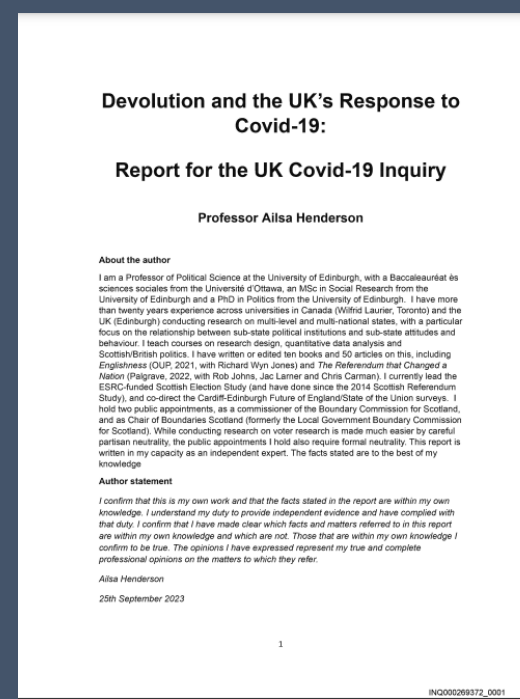 Devolution and the UK's Response to
Covid-19:
Report for the UK Covid-19 Inquiry
Professor Ailsa Henderson
About the author
I am a Professor of Political Science at the University of Edinburgh, with a Baccaleauréat ès
sciences sociales from the Université d'Ottawa, an MSc in Social Research from the
University of Edinburgh and a PhD in Politics from the University of Edinburgh. I have more
than twenty years experience across universities in Canada (Wilfrid Laurier, Toronto) and the
UK (Edinburgh) conducting research on multi-level and multi-national states, with a particular
focus on the relationship between sub-state political institutions and sub-state attitudes and
behaviour. I teach courses on research design, quantitative data analysis and
Scottish/British politics. I have written or edited ten books and 50 articles on this, including
Englishness (OUP, 2021, with Richard Wyn Jones) and The Referendum that Changed a
Nation (Palgrave, 2022, with Rob Johns, Jac Larner and Chris Carman). I currently lead the
ESRC-funded Scottish Election Study (and have done since the 2014 Scottish Referendum
Study), and co-direct the Cardiff-Edinburgh Future of England/State of the Union surveys. I
hold two public appointments, as a commissioner of the Boundary Commission for Scotland,
and as Chair of Boundaries Scotland (formerly the Local Government Boundary Commission
for Scotland). While conducting research on voter research is made much easier by careful
partisan neutrality, the public appointments I hold also require formal neutrality. This report is
written in my capacity as an independent expert. The facts stated are to the best of my
knowledge
Author statement
I confirm that this is my own work and that the facts stated in the report are within my own
knowledge. I understand my duty to provide independent evidence and have complied with
that duty. I confirm that I have made clear which facts and matters referred to in this report
are within my own knowledge and which are not. Those that are within my own knowledge I
confirm to be true. The opinions I have expressed represent my true and complete
professional opinions on the matters to which they refer.
Ailsa Henderson
25th September 2023
1
INQ000269372_0001